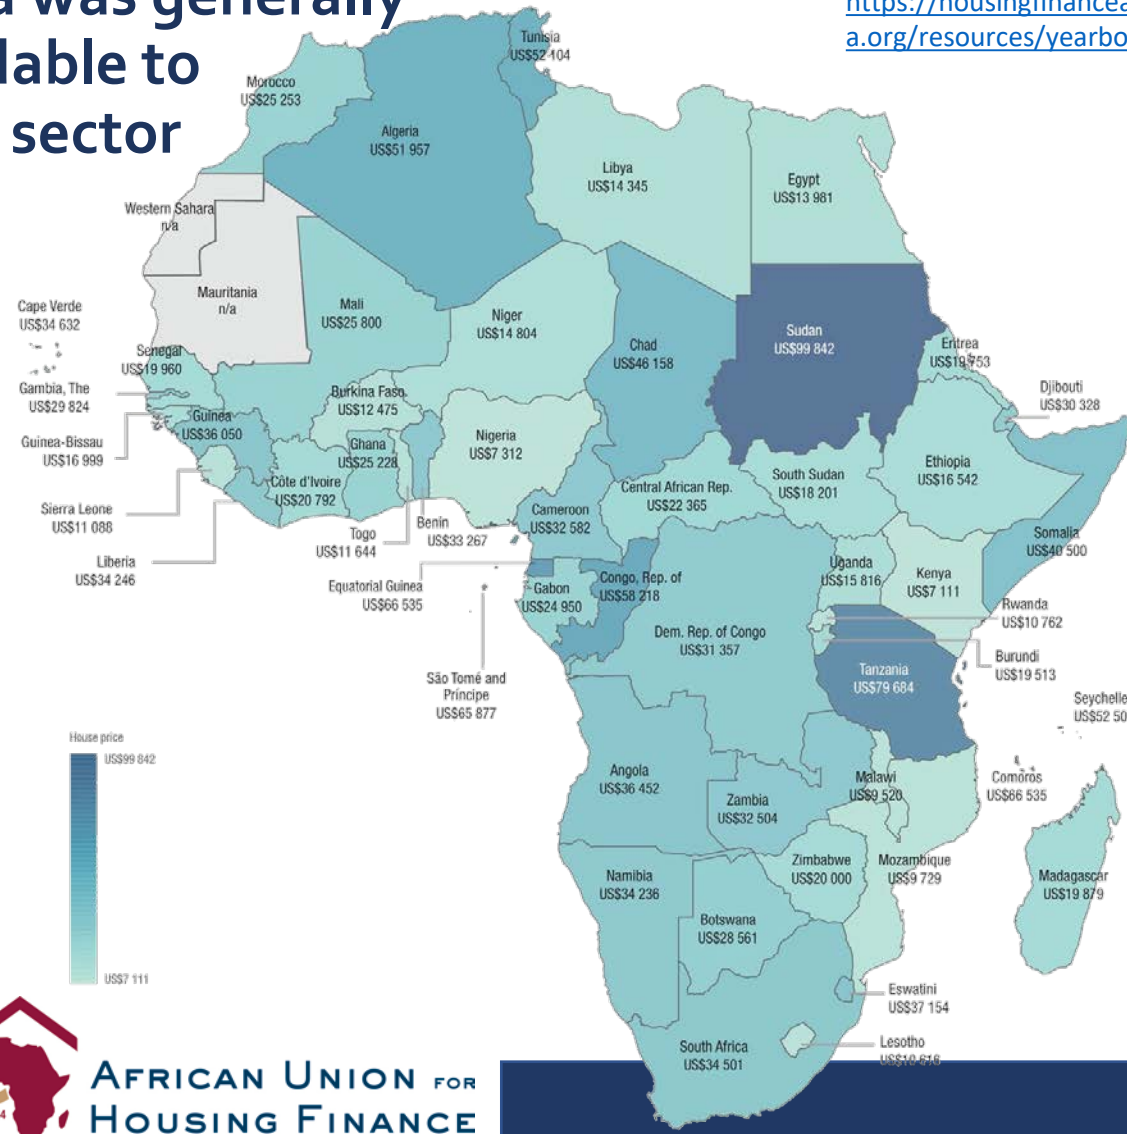 was generally
to
sector
https://housingfinancea
a.org/resources/yearbo
Tunisia
US$52 104
Morocco
US$25 253
Algeria
US$51 957
Libya
US$14 345
Egypt
US$13 981
Western Sahara
n/a
Mauritania
n/a
Cape Verde
US$34 632
Mali
US$25 800
Niger
US$14 804
Chad
US$46 158
Sudan
US$99 842
Eritrea
US$19 753
Senegal
US$19 960
Gambia, The
US$29 824
Djibouti
US$30 328
Burkina Faso
US$12 475
Guinea
US$36 050
Guinea-Bissau
US$16 999
Ghana
US$25 228
Nigeria
US$7 312
Ethiopia
US$16 542
South Sudan
US$18 201
Central African Rep.
US$22 365
Côte d'Ivoire
US$20 792
Sierra Leone
US$11 088
Cameroon
US$32 582
Benin
US$33 267
Togo
US$11 644
Somalia
US$40 500
Liberia
US$34 246
Equatorial Guinea
US$66 535
Gabon
US$24 950
Congo, Rep. of
US$58 218
Uganda
US$15 816
Kenya
US$7 111
Rwanda
US$10 762
Dem. Rep. of Congo
US$31 357
Burundi
US$19 513
Tanzania
US$79 684
São Tomé and
Príncipe
US$65 877
Seychelle
US$52 50
House price
US$99 842
US$7 111
Angola
US$36 452
Malawi
US$9 520
Comoros
US$66 535
Zambia
US$32 504
Zimbabwe
US$20 000
Mozambique
US$9 729
Namibia
US$34 236
Madagascar
US$19 879
Botswana
US$28 561
Eswatini
US$37 154
South Africa
US$34 501
Lesotho
AFRICAN UNION FOR
HOUSING FINANCE